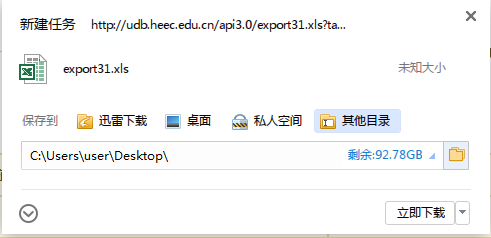 新建任务 http://udb.heec.edu.cn/api3.0/export31.xls?ta...
export31.xls 未知大小
保存到 迅雷下载 桌面 私人空间 其他目录
C:\Users\user\Desktop\ 剩余:92.78GB
立即下载